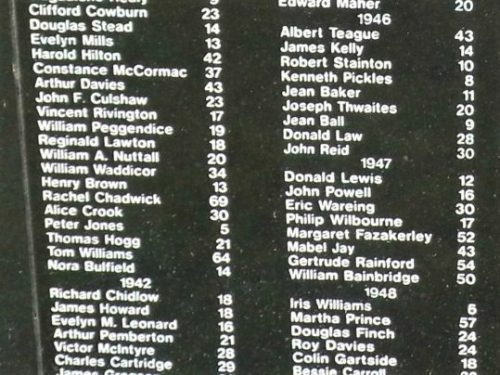 Healy 9
Clifford Cowburn 23
Douglas Stead 14
Evelyn Mills 13
Harold Hilton 42
Constance McCormac 37
Arthur Davies 43
John F. Culshaw 23
Vincent Rivington 17
William Peggendice 19
Reginald Lawton 18
William A. Nuttall 20
William Waddicor 34
Henry Brown 13
Rachel Chadwick 69
Alice Crook 30
Peter Jones 5
Thomas Hogg 21
Tom Williams 64
Nora Bulfield 14
1942
Richard Chidlow 18
James Howard 18
Evelyn M. Leonard 16
Arthur Pemberton 21
Victor McIntyre 28
Charles Cartridge 29
James
Edward Maher 20
1946
Albert Teague 43
James Kelly 14
Robert Stainton 10
Kenneth Pickles 8
Jean Baker 11
Joseph Thwaites 20
Jean Ball 9
Donald Law 28
John Reid 30
1947
Donald Lewis 12
John Powell 16
Eric Wareing 30
Philip Wilbourne 17
Margaret Fazakerley 52
Mabel Jay 43
Gertrude Rainford 54
William Bainbridge 50
1948
Iris Williams 6
Martha Prince 57
Douglas Finch 24
Roy Davies 24
Colin Gartside 18
Bessie Carroll